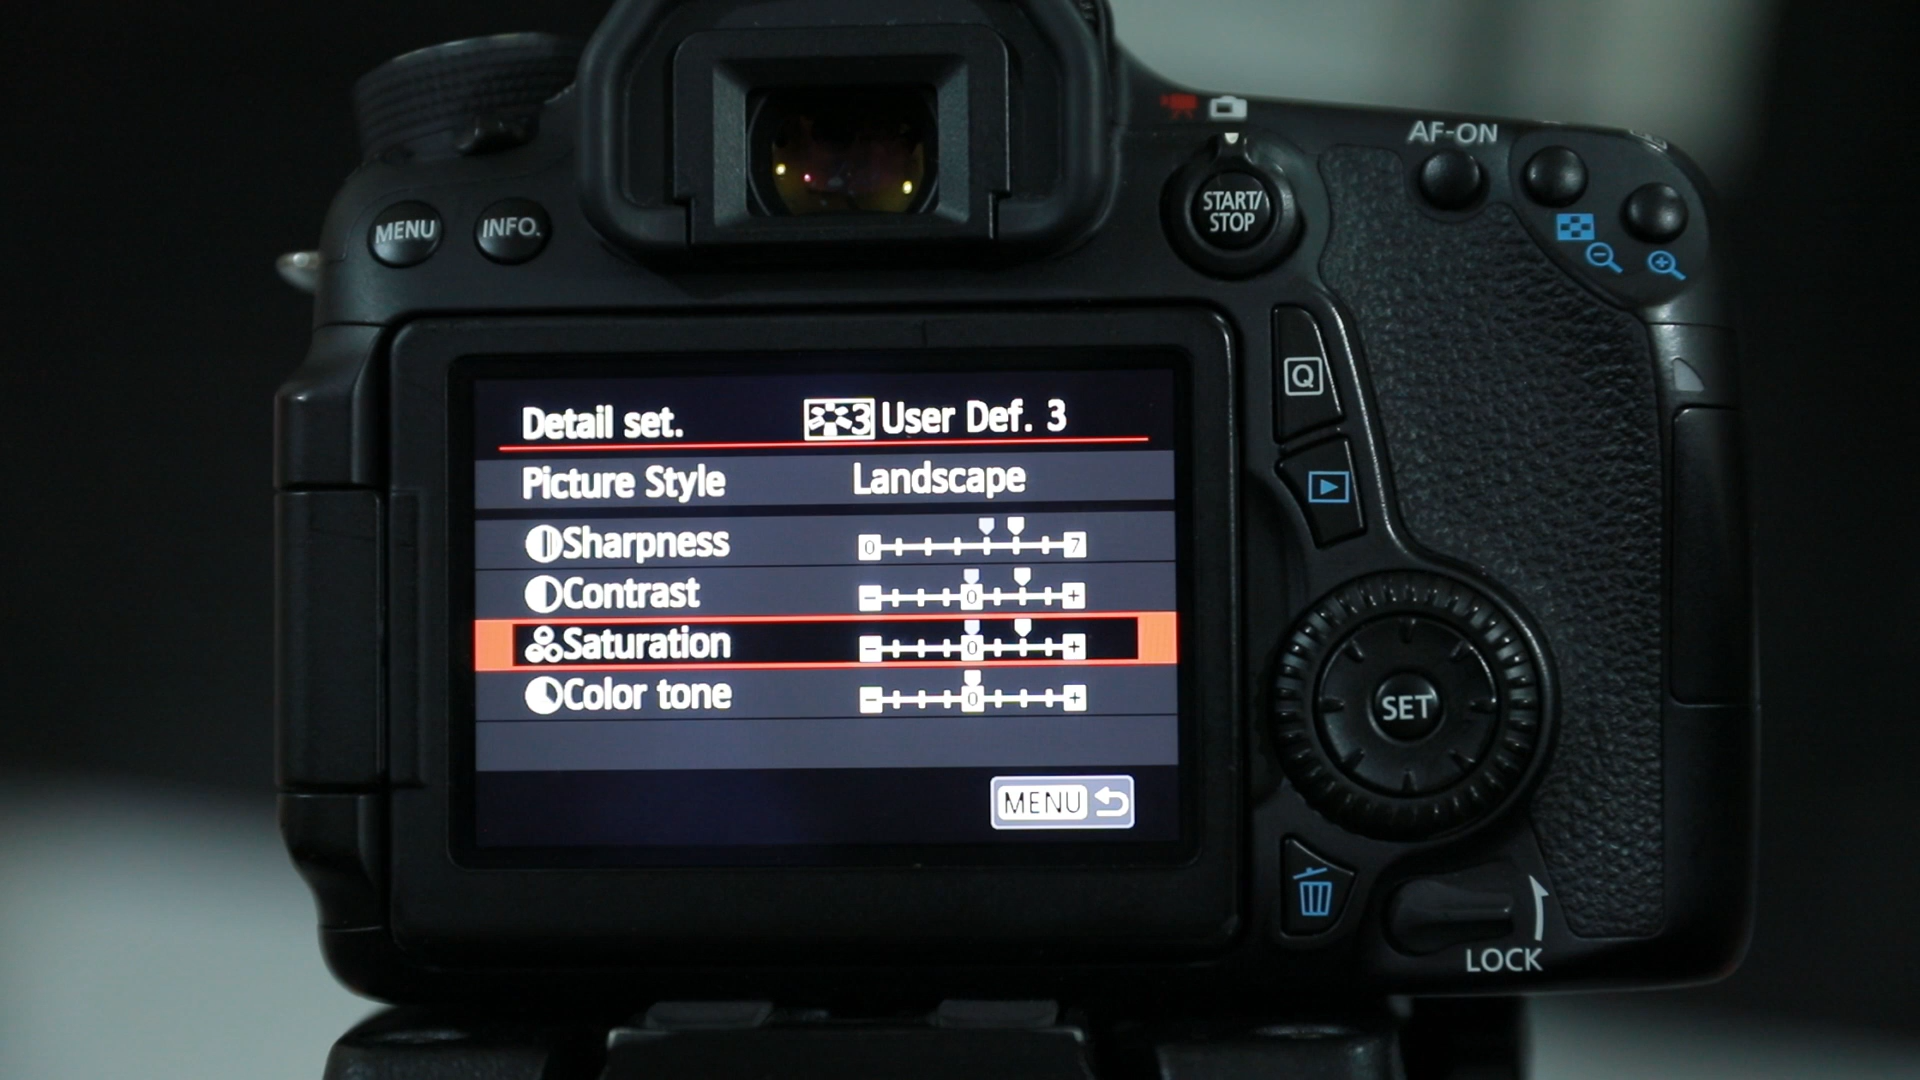 AF-ON
MENU INFO. START/
STOP
Q
Detail set. 3 User Def. 3
Picture Style Landscape
Sharpness 0 7
Contrast − 0 +
Saturation − 0 +
Color tone − 0 +
MENU
SET
LOCK